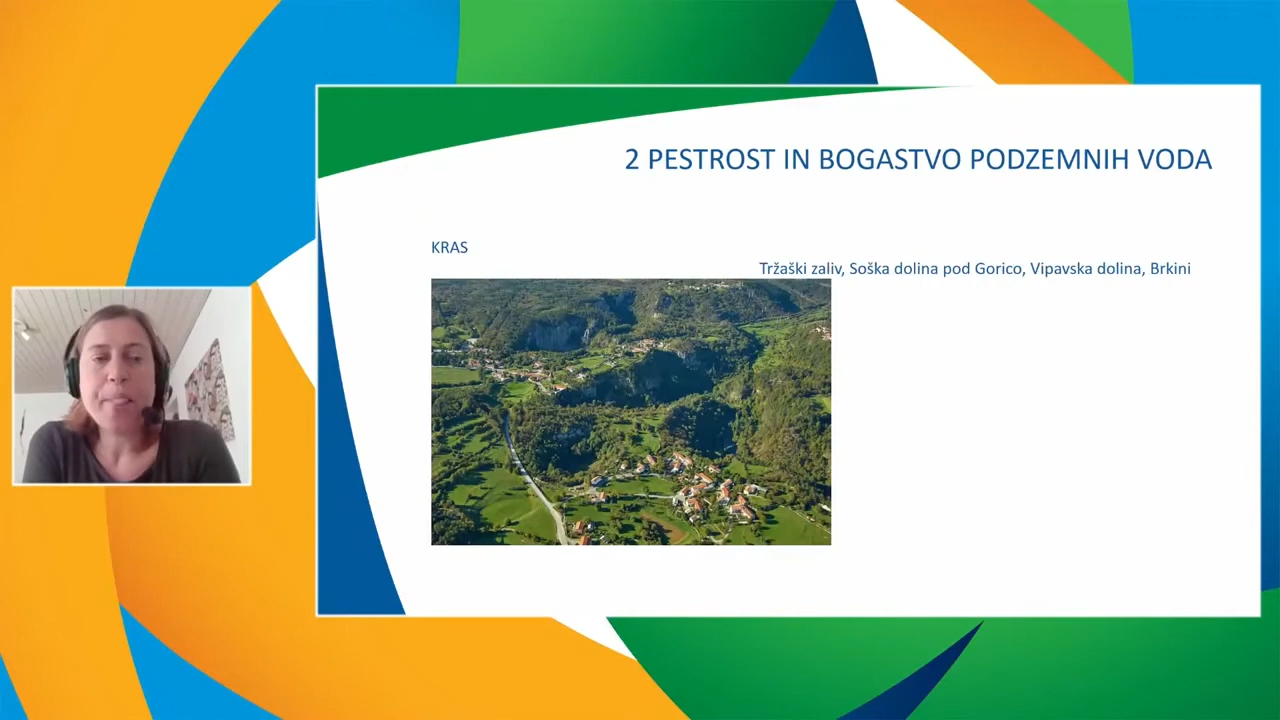 2 PESTROST IN BOGASTVO PODZEMNIH VODA
KRAS
Tržaški zaliv, Soška dolina pod Gorico, Vipavska dolina, Brkini